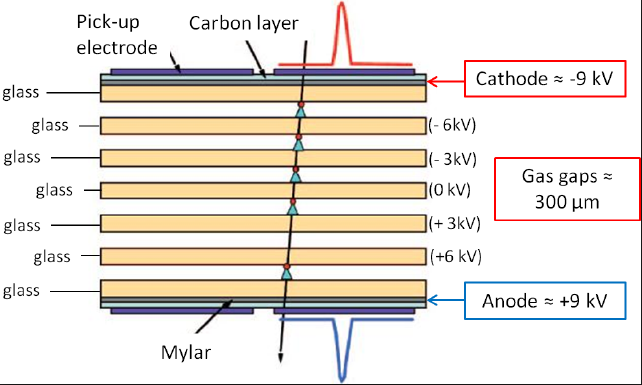 Pick-up
electrode
Carbon layer
Cathode ≈ -9 kV
glass
glass
(- 6kV)
glass
(- 3kV)
Gas gaps ≈
300 µm
glass
(0 kV)
glass
(+ 3kV)
glass
(+6 kV)
glass
Anode ≈ +9 kV
Mylar